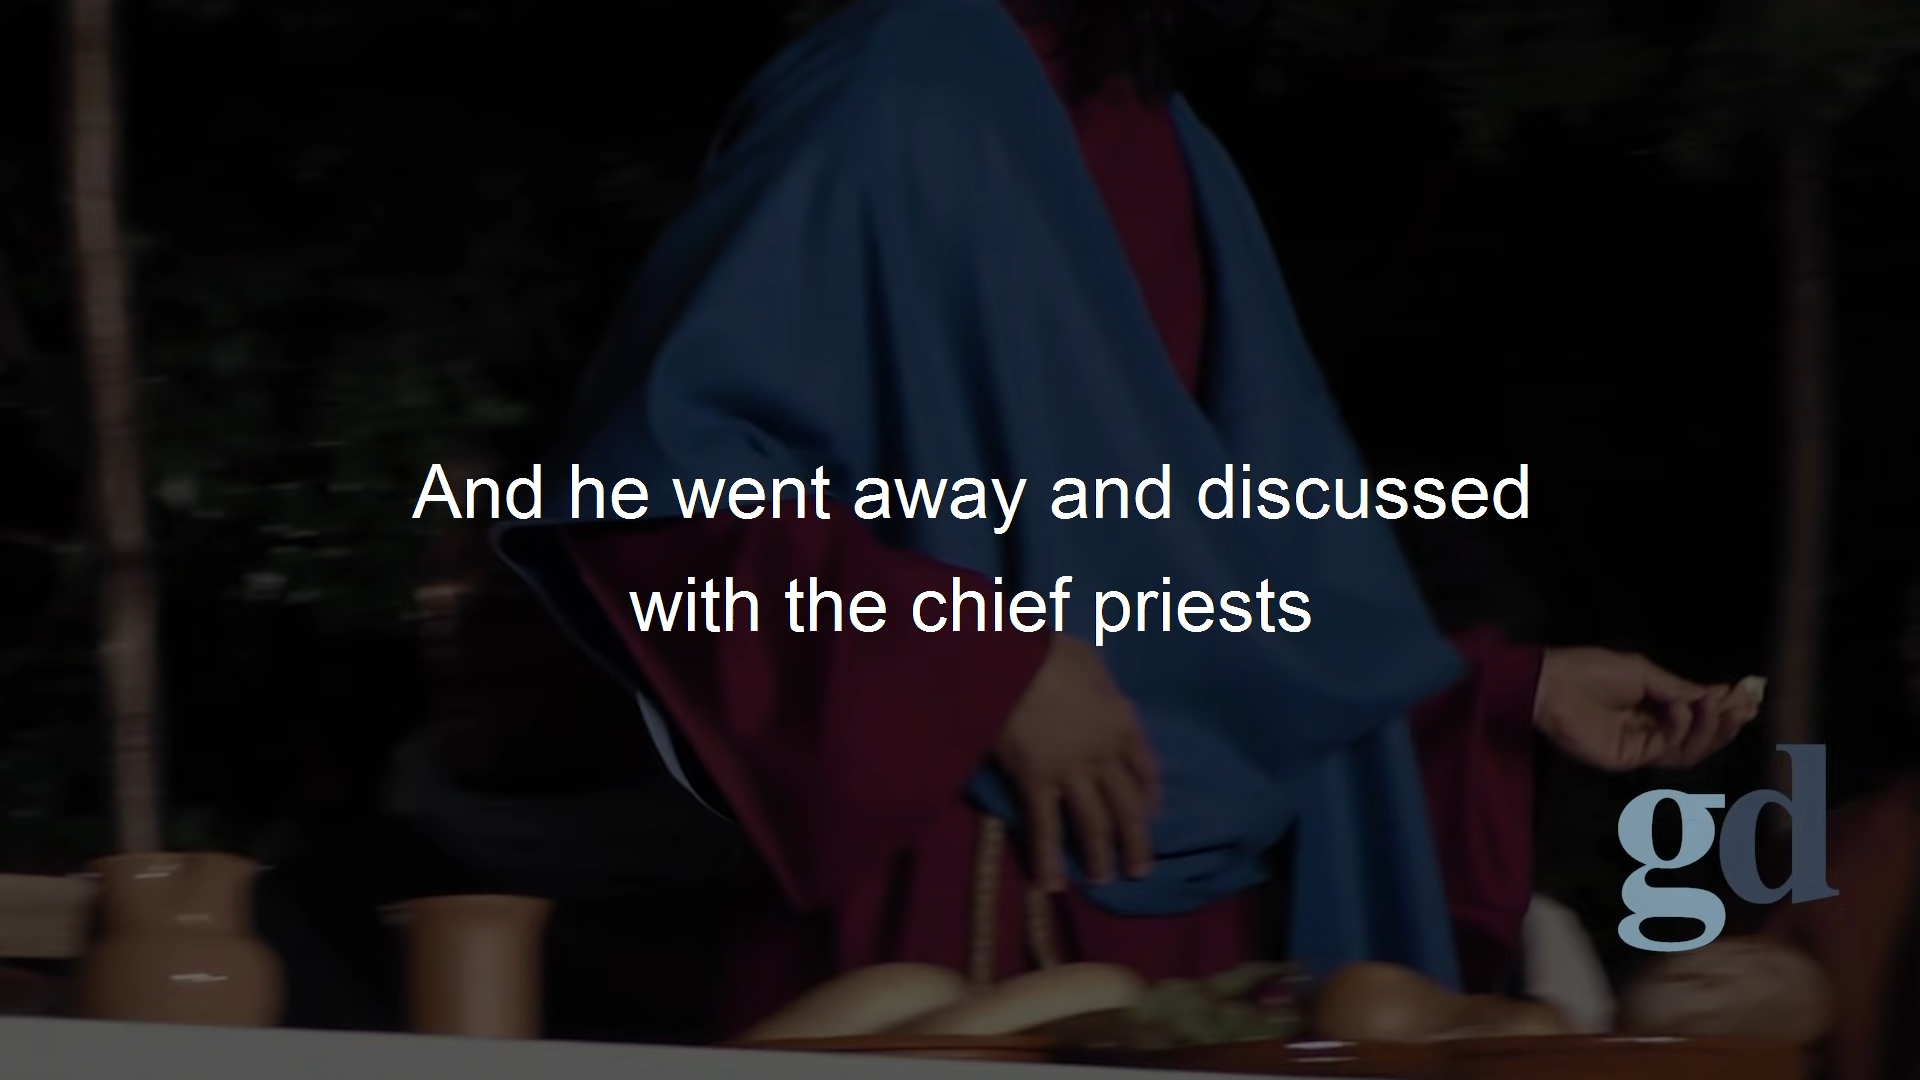 And he went away and discussed
with the chief priests
gd